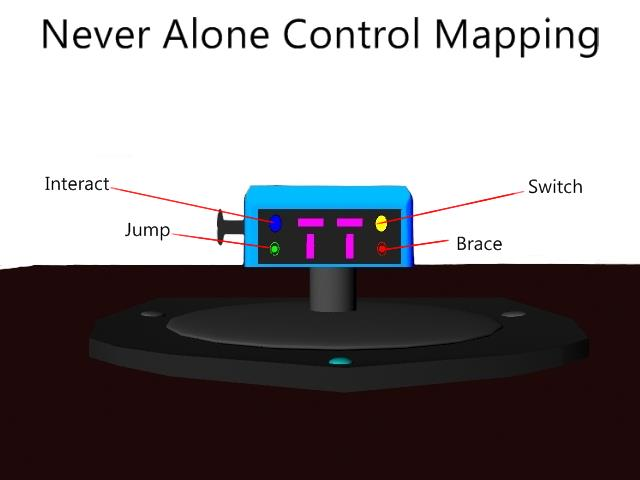 Never Alone Control Mapping
Interact
Switch
Jump
Brace